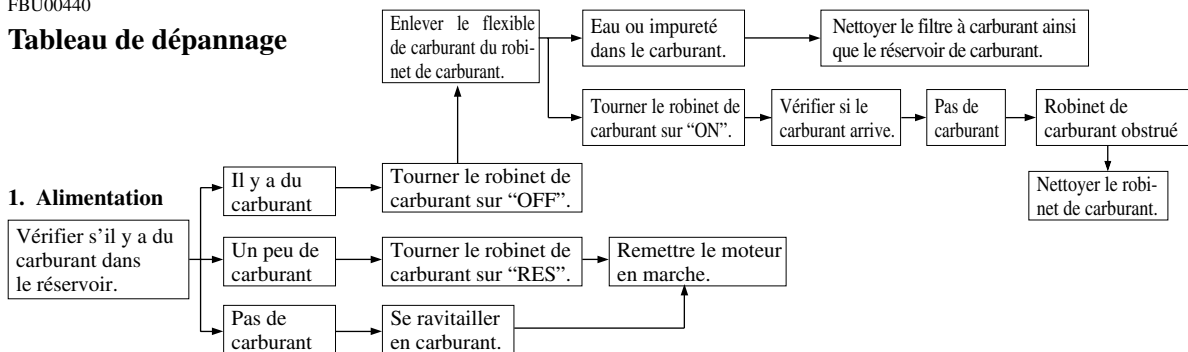 FBU00440
Tableau de dépannage
Enlever le flexible
de carburant du robi-
net de carburant.
Eau ou impureté
dans le carburant.
Nettoyer le filtre à carburant ainsi
que le réservoir de carburant.
Tourner le robinet de
carburant sur “ON”.
Vérifier si le
carburant arrive.
Pas de
carburant
Robinet de
carburant obstrué
Nettoyer le robi-
net de carburant.
1. Alimentation
Vérifier s’il y a du
carburant dans
le réservoir.
Il y a du
carburant
Tourner le robinet de
carburant sur “OFF”.
Un peu de
carburant
Tourner le robinet de
carburant sur “RES”.
Remettre le moteur
en marche.
Pas de
carburant
Se ravitailler
en carburant.